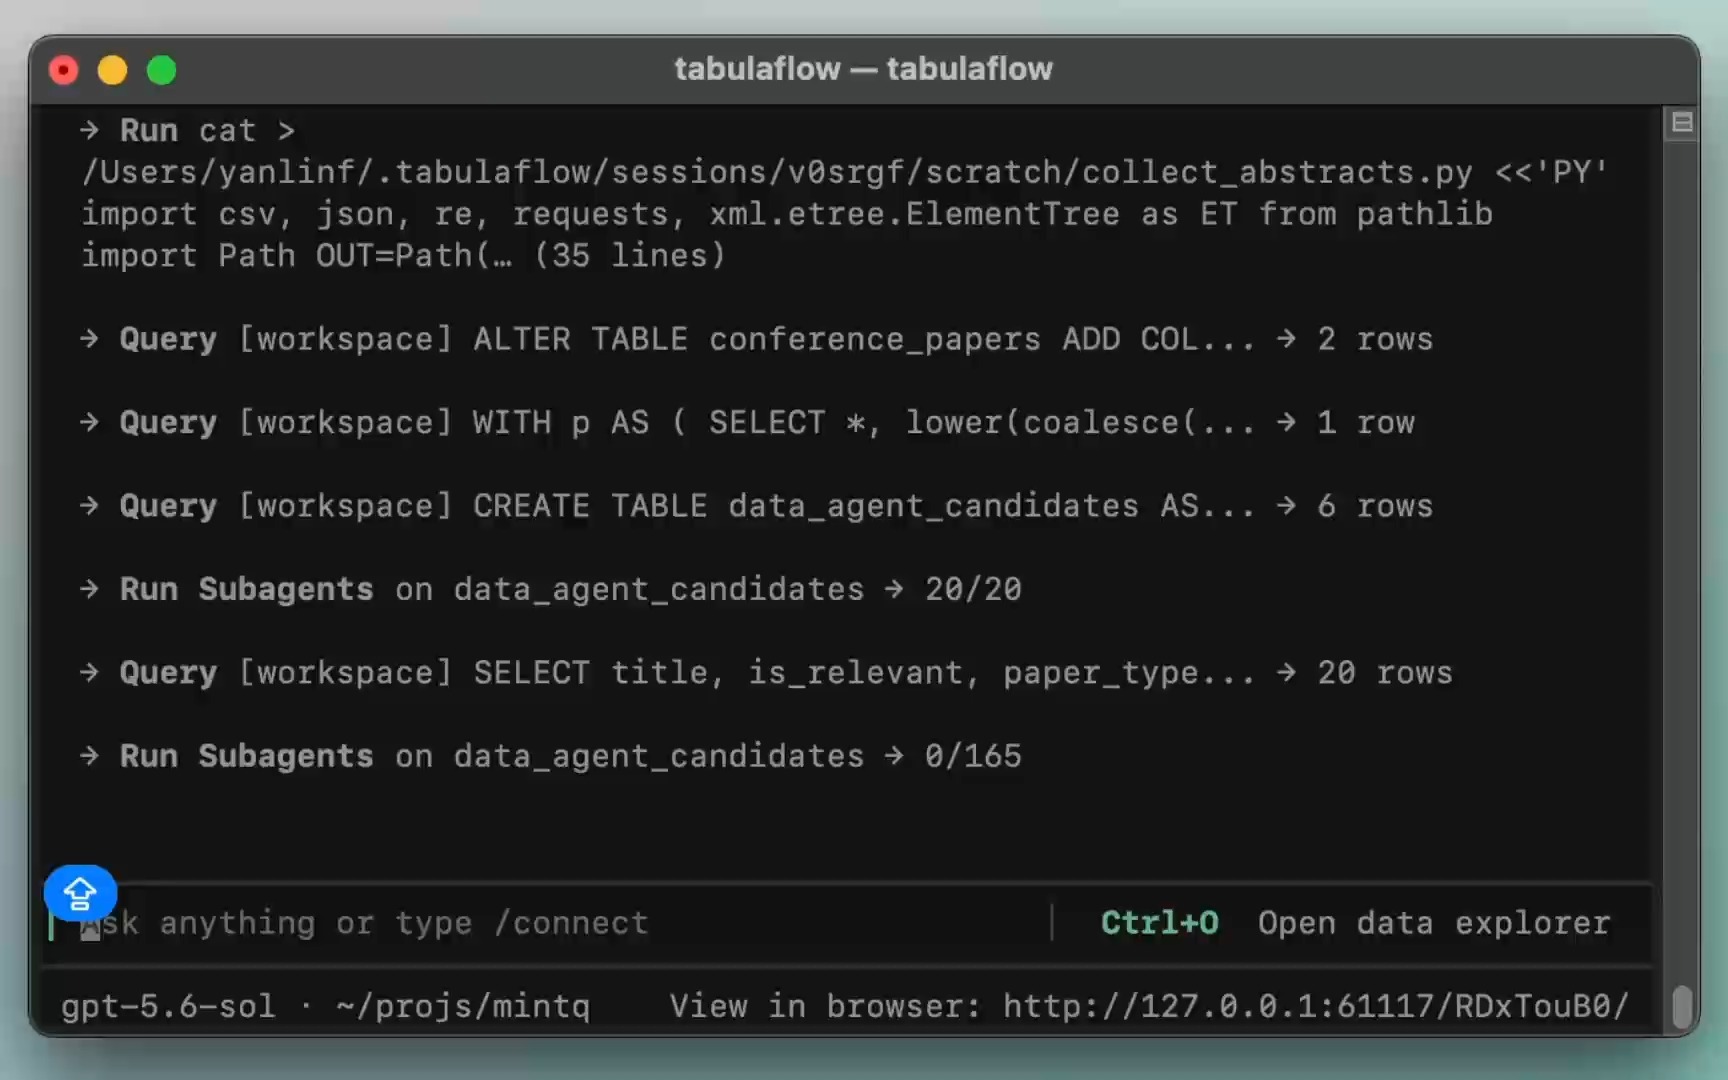 tabulaflow — tabulaflow
→ Run cat >
/Users/yanlinf/.tabulaflow/sessions/v0srgf/scratch/collect_abstracts.py <<'PY'
import csv, json, re, requests, xml.etree.ElementTree as ET from pathlib
import Path OUT=Path(… (35 lines)
→ Query [workspace] ALTER TABLE conference_papers ADD COL... → 2 rows
→ Query [workspace] WITH p AS ( SELECT *, lower(coalesce(... → 1 row
→ Query [workspace] CREATE TABLE data_agent_candidates AS... → 6 rows
→ Run Subagents on data_agent_candidates → 20/20
→ Query [workspace] SELECT title, is_relevant, paper_type... → 20 rows
→ Run Subagents on data_agent_candidates → 0/165
Ask anything or type /connect | Ctrl+O Open data explorer
gpt-5.6-sol · ~/projs/mintq View in browser: http://127.0.0.1:61117/RDxTouB0/